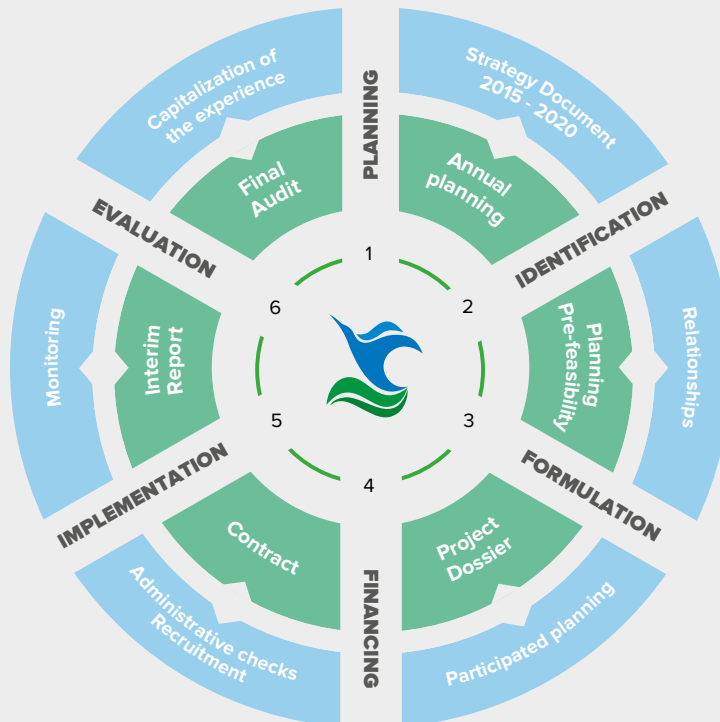 PLANNING
Strategy Document
2015 - 2020
Annual
planning
IDENTIFICATION
Relationships
Planning
Pre-feasibility
FORMULATION
Participated planning
Project
Dossier
FINANCING
Administrative checks
Recruitment
Contract
IMPLEMENTATION
Monitoring
Interim
Report
EVALUATION
Capitalization of
the experience
Final
Audit
1
2
3
4
5
6